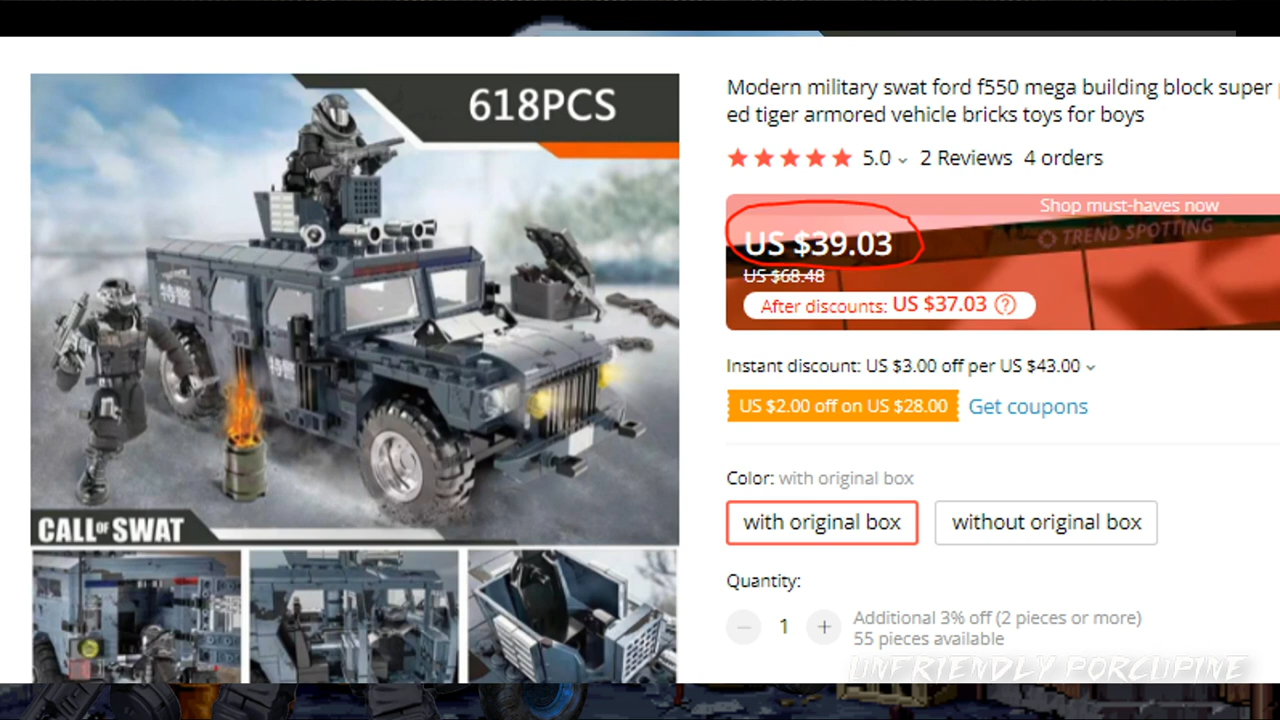 618PCS
特警
特警
CALL OF SWAT
Modern military swat ford f550 mega building block super
ed tiger armored vehicle bricks toys for boys
5.0 2 Reviews 4 orders
Shop must-haves now
TREND SPOTTING
US $39.03
US $68.48
After discounts: US $37.03 ?
Instant discount: US $3.00 off per US $43.00
US $2.00 off on US $28.00 Get coupons
Color: with original box
with original box without original box
Quantity:
− 1 + Additional 3% off (2 pieces or more)
55 pieces available
UNFRIENDLY PORCUPINE